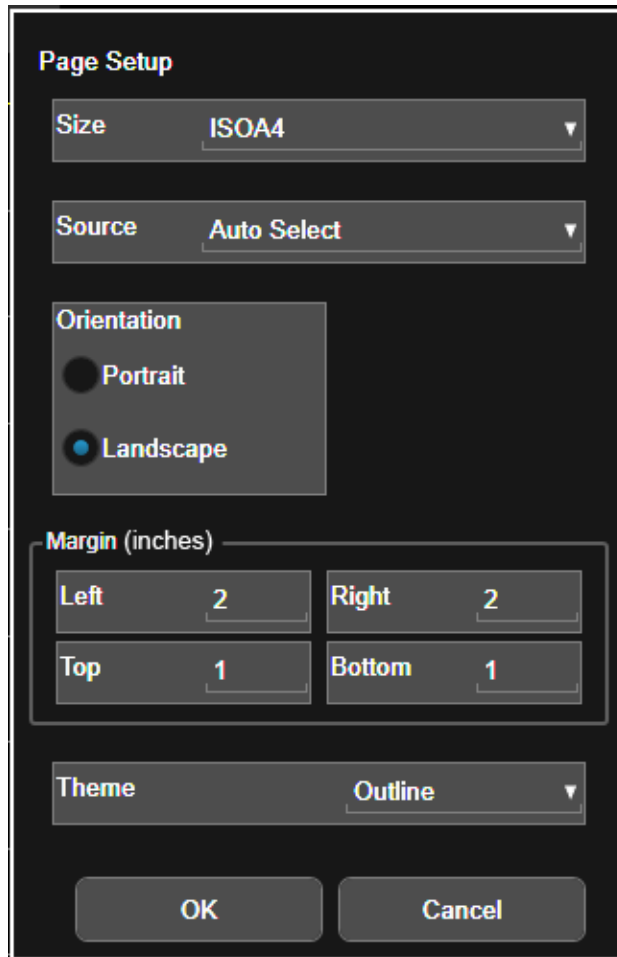 Page Setup
Size ISOA4
Source Auto Select
Orientation
Portrait
Landscape
Margin (inches)
Left 2 Right 2
Top 1 Bottom 1
Theme Outline
OK Cancel